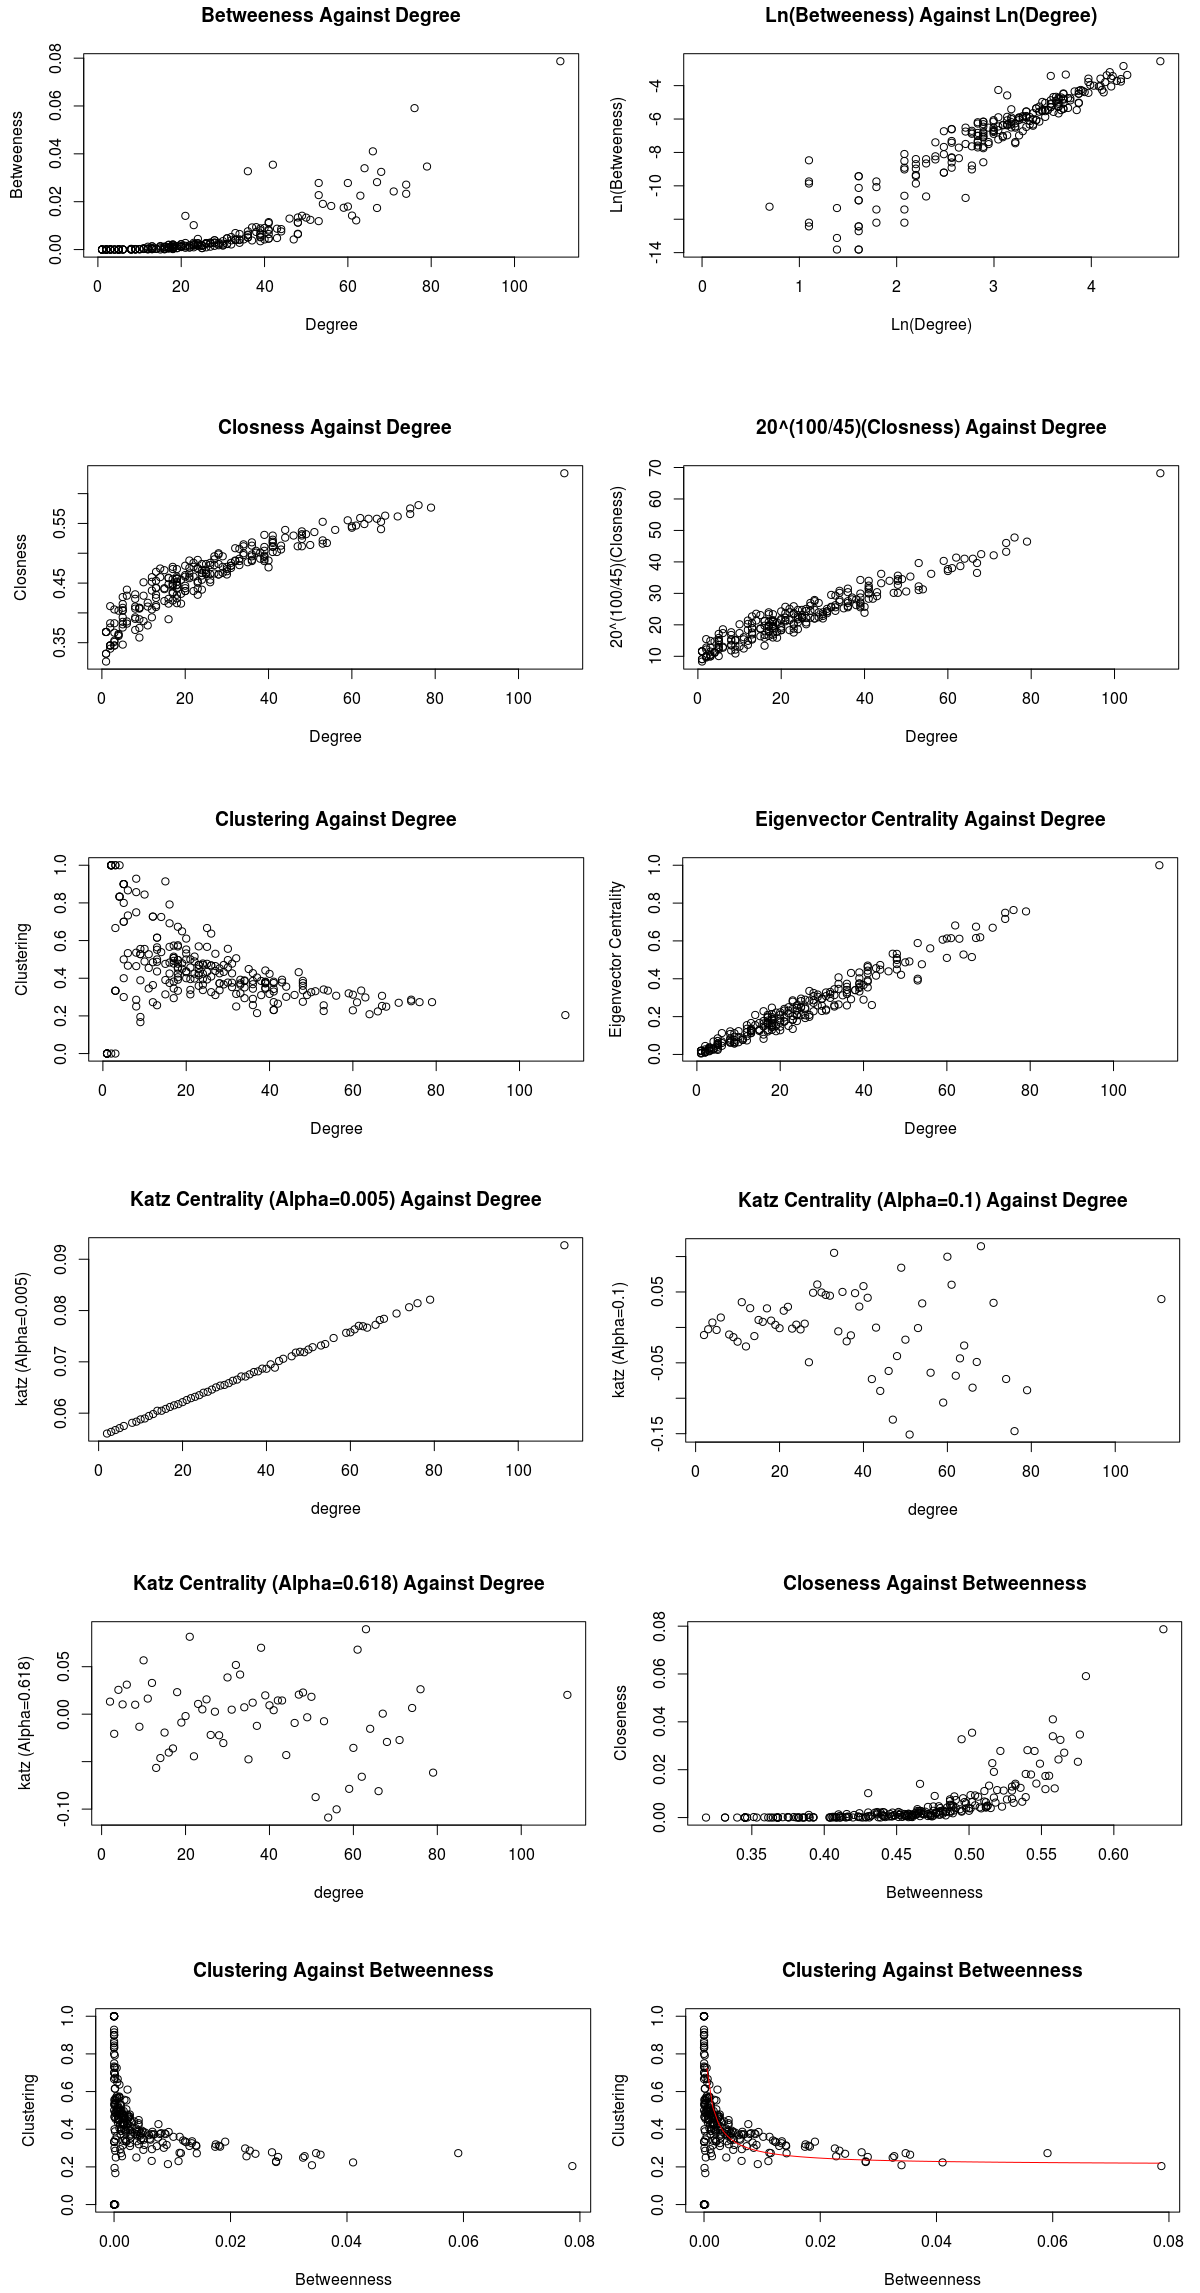 Betweeness Against Degree
Betweeness
0.00 0.02 0.04 0.06 0.08
0 20 40 60 80 100
Degree
Ln(Betweeness) Against Ln(Degree)
Ln(Betweeness)
-14 -10 -8 -6 -4
0 1 2 3 4
Ln(Degree)
Closness Against Degree
Closness
0.35 0.45 0.55
0 20 40 60 80 100
Degree
20^(100/45)(Closness) Against Degree
20^(100/45)(Closness)
10 20 30 40 50 60 70
0 20 40 60 80 100
Degree
Clustering Against Degree
Clustering
0.0 0.2 0.4 0.6 0.8 1.0
0 20 40 60 80 100
Degree
Eigenvector Centrality Against Degree
Eigenvector Centrality
0.0 0.2 0.4 0.6 0.8 1.0
0 20 40 60 80 100
Degree
Katz Centrality (Alpha=0.005) Against Degree
katz (Alpha=0.005)
0.06 0.07 0.08 0.09
0 20 40 60 80 100
degree
Katz Centrality (Alpha=0.1) Against Degree
katz (Alpha=0.1)
-0.15 -0.05 0.05
0 20 40 60 80 100
degree
Katz Centrality (Alpha=0.618) Against Degree
katz (Alpha=0.618)
-0.10 0.00 0.05
0 20 40 60 80 100
degree
Closeness Against Betweenness
Closeness
0.00 0.02 0.04 0.06 0.08
0.35 0.40 0.45 0.50 0.55 0.60
Betweenness
Clustering Against Betweenness
Clustering
0.0 0.2 0.4 0.6 0.8 1.0
0.00 0.02 0.04 0.06 0.08
Betweenness
Clustering Against Betweenness
Clustering
0.0 0.2 0.4 0.6 0.8 1.0
0.00 0.02 0.04 0.06 0.08
Betweenness